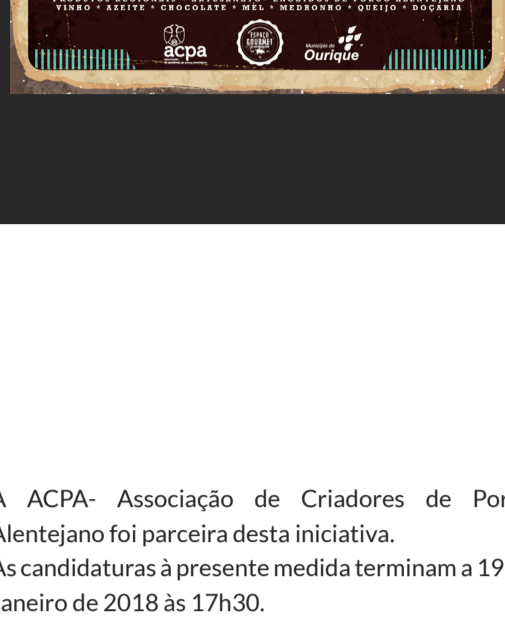 VINHO * AZEITE * CHOCOLATE * MEL * MEDRONHO * QUEIJO * DOÇARIA
acpa
ESPAÇO
GOURMET
Município de
Ourique
A ACPA- Associação de Criadores de Por
Alentejano foi parceira desta iniciativa.
As candidaturas à presente medida terminam a 19
aneiro de 2018 às 17h30.